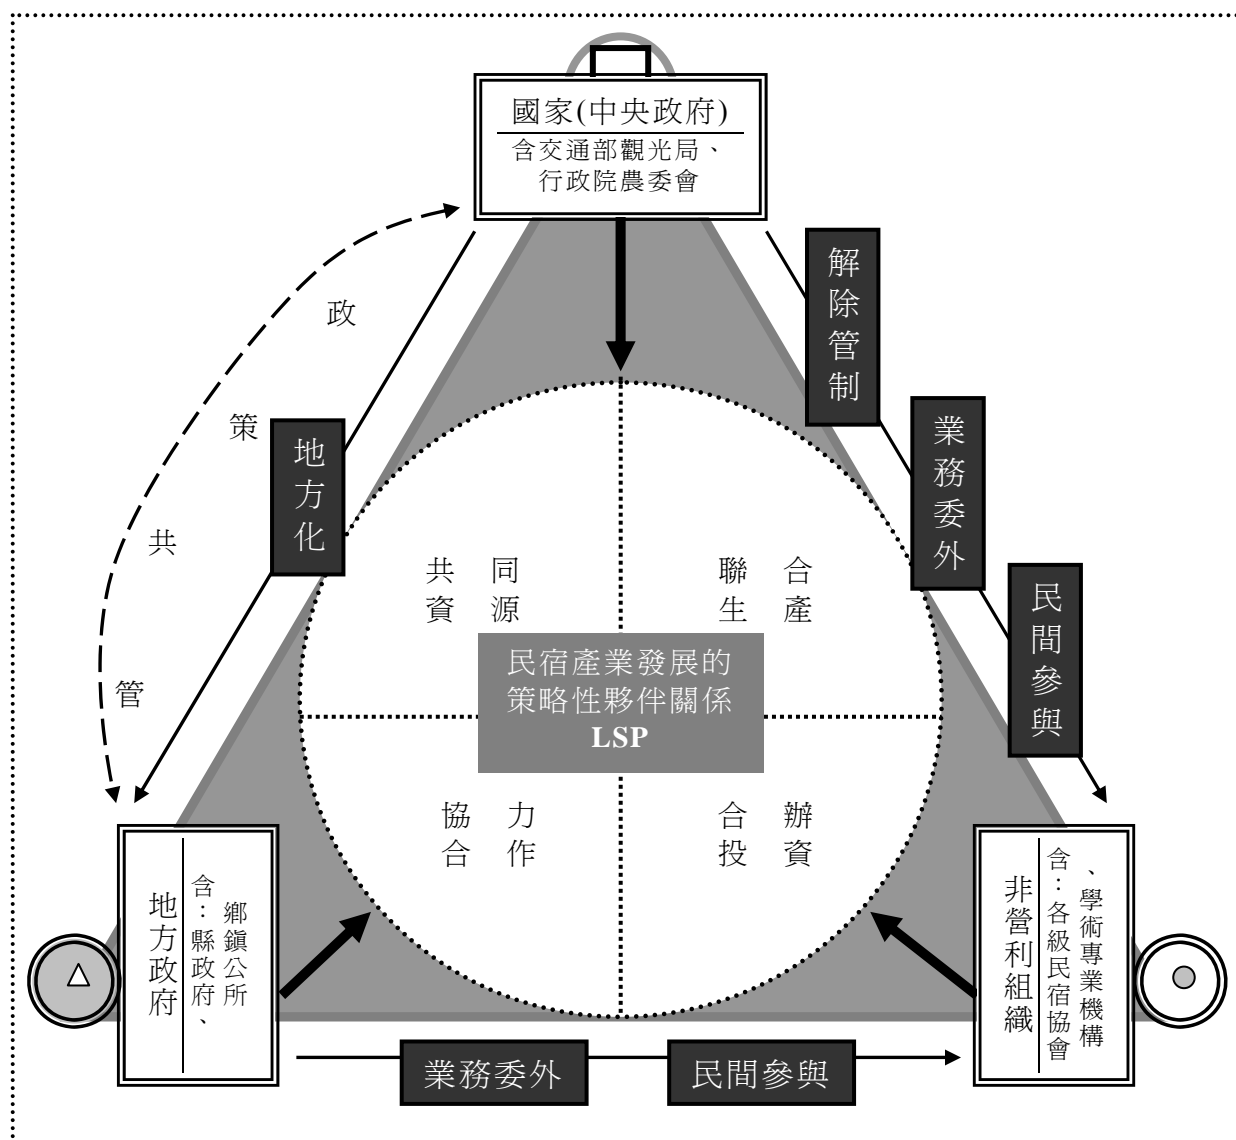 國家(中央政府)
含交通部觀光局、
行政院農委會
政
策
共
管
地方化
解除管制
業務委外
民間參與
共同
資源
聯合
生產
民宿產業發展的
策略性夥伴關係
LSP
協力
合作
合辦
投資
地方政府
含：縣政府、
鄉鎮公所
非營利組織
含：各級民宿協會
、學術專業機構
業務委外
民間參與